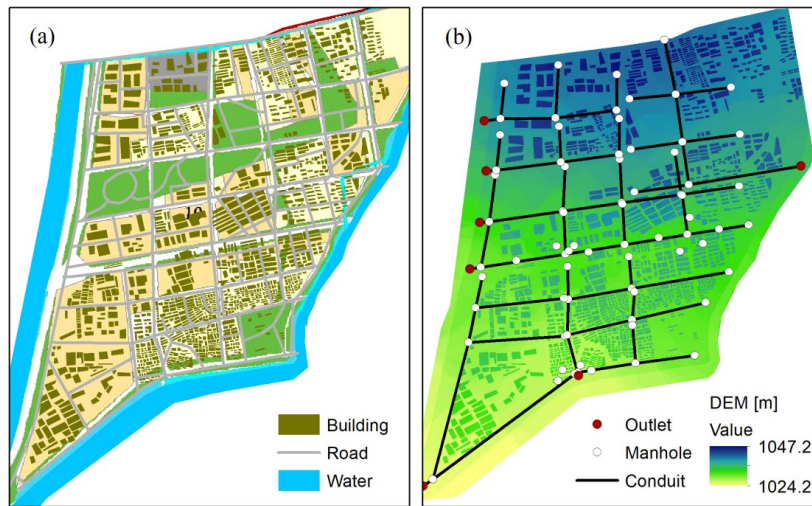 (a)
Building
Road
Water
(b)
Outlet
Manhole
Conduit
DEM [m]
Value
1047.2
1024.2